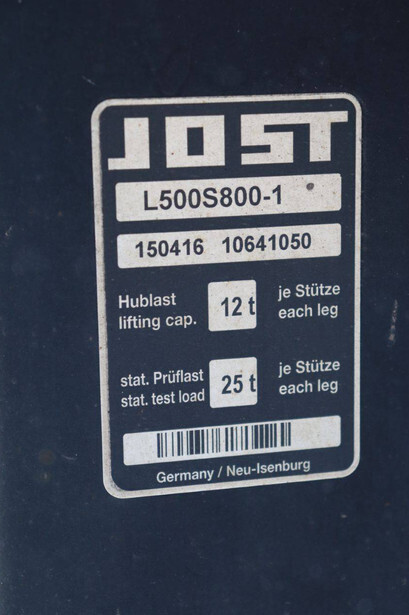 JOST
L500S800-1
150416 10641050
Hublast 12 t je Stütze
lifting cap. each leg
stat. Prüflast 25 t je Stütze
stat. test load each leg
Germany / Neu-Isenburg